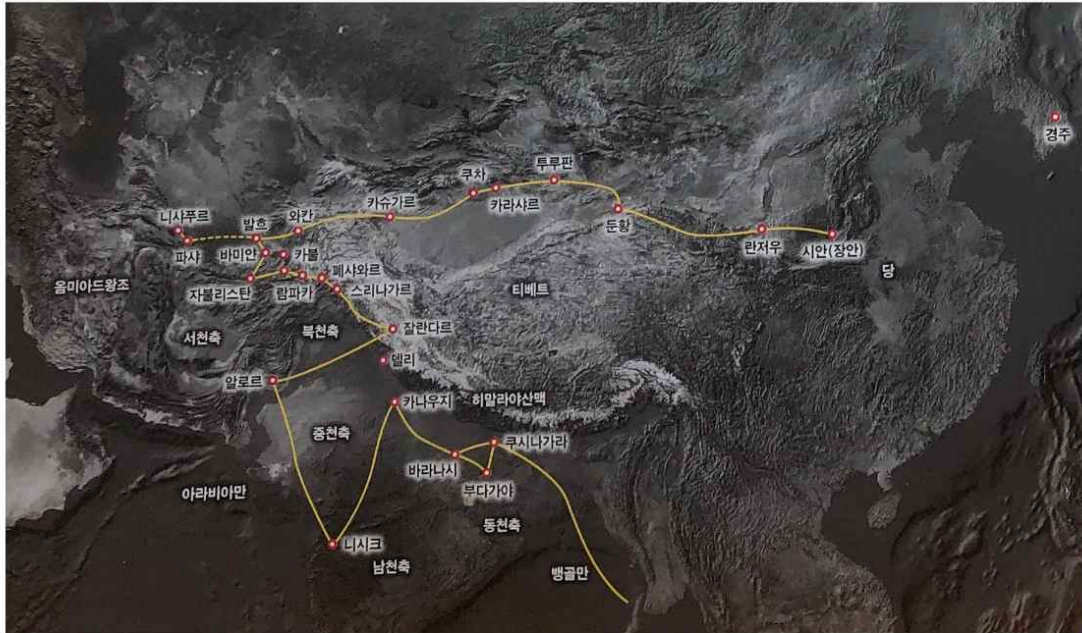 경주
투루판
쿠차
카라샤르
카슈가르
와칸
니샤푸르
발흐
둔황
란저우
시안(장안)
파샤
바미얀
카불
페샤와르
당
옴미아드왕조
자불리스탄
람파카
스리나가르
티베트
서천축
북천축
잘란다르
델리
알로르
카나우지
히말라야산맥
중천축
쿠시나가라
바라나시
부다가야
아라비아만
동천축
니시크
남천축
뱅골만